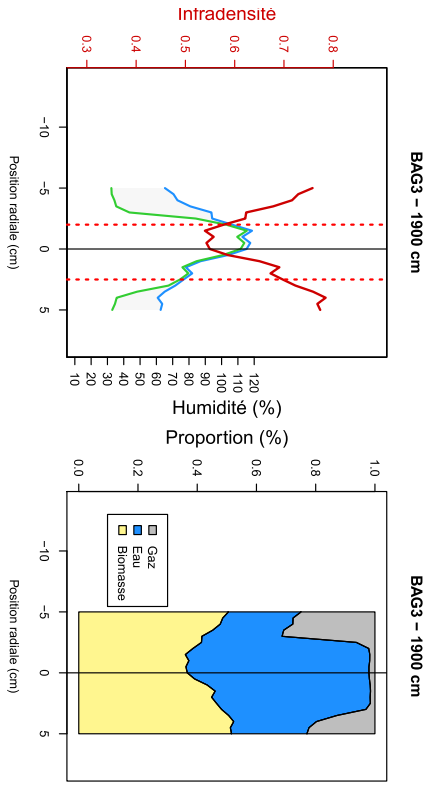 BAG3 − 1900 cm
Intradensité
0.3 0.4 0.5 0.6 0.7 0.8
−10 −5 0 5
Position radiale (cm)
10 20 30 40 50 60 70 80 90 100 110 120
Humidité (%)
BAG3 − 1900 cm
Proportion (%)
0.0 0.2 0.4 0.6 0.8 1.0
Gaz
Eau
Biomasse
−10 −5 0 5
Position radiale (cm)